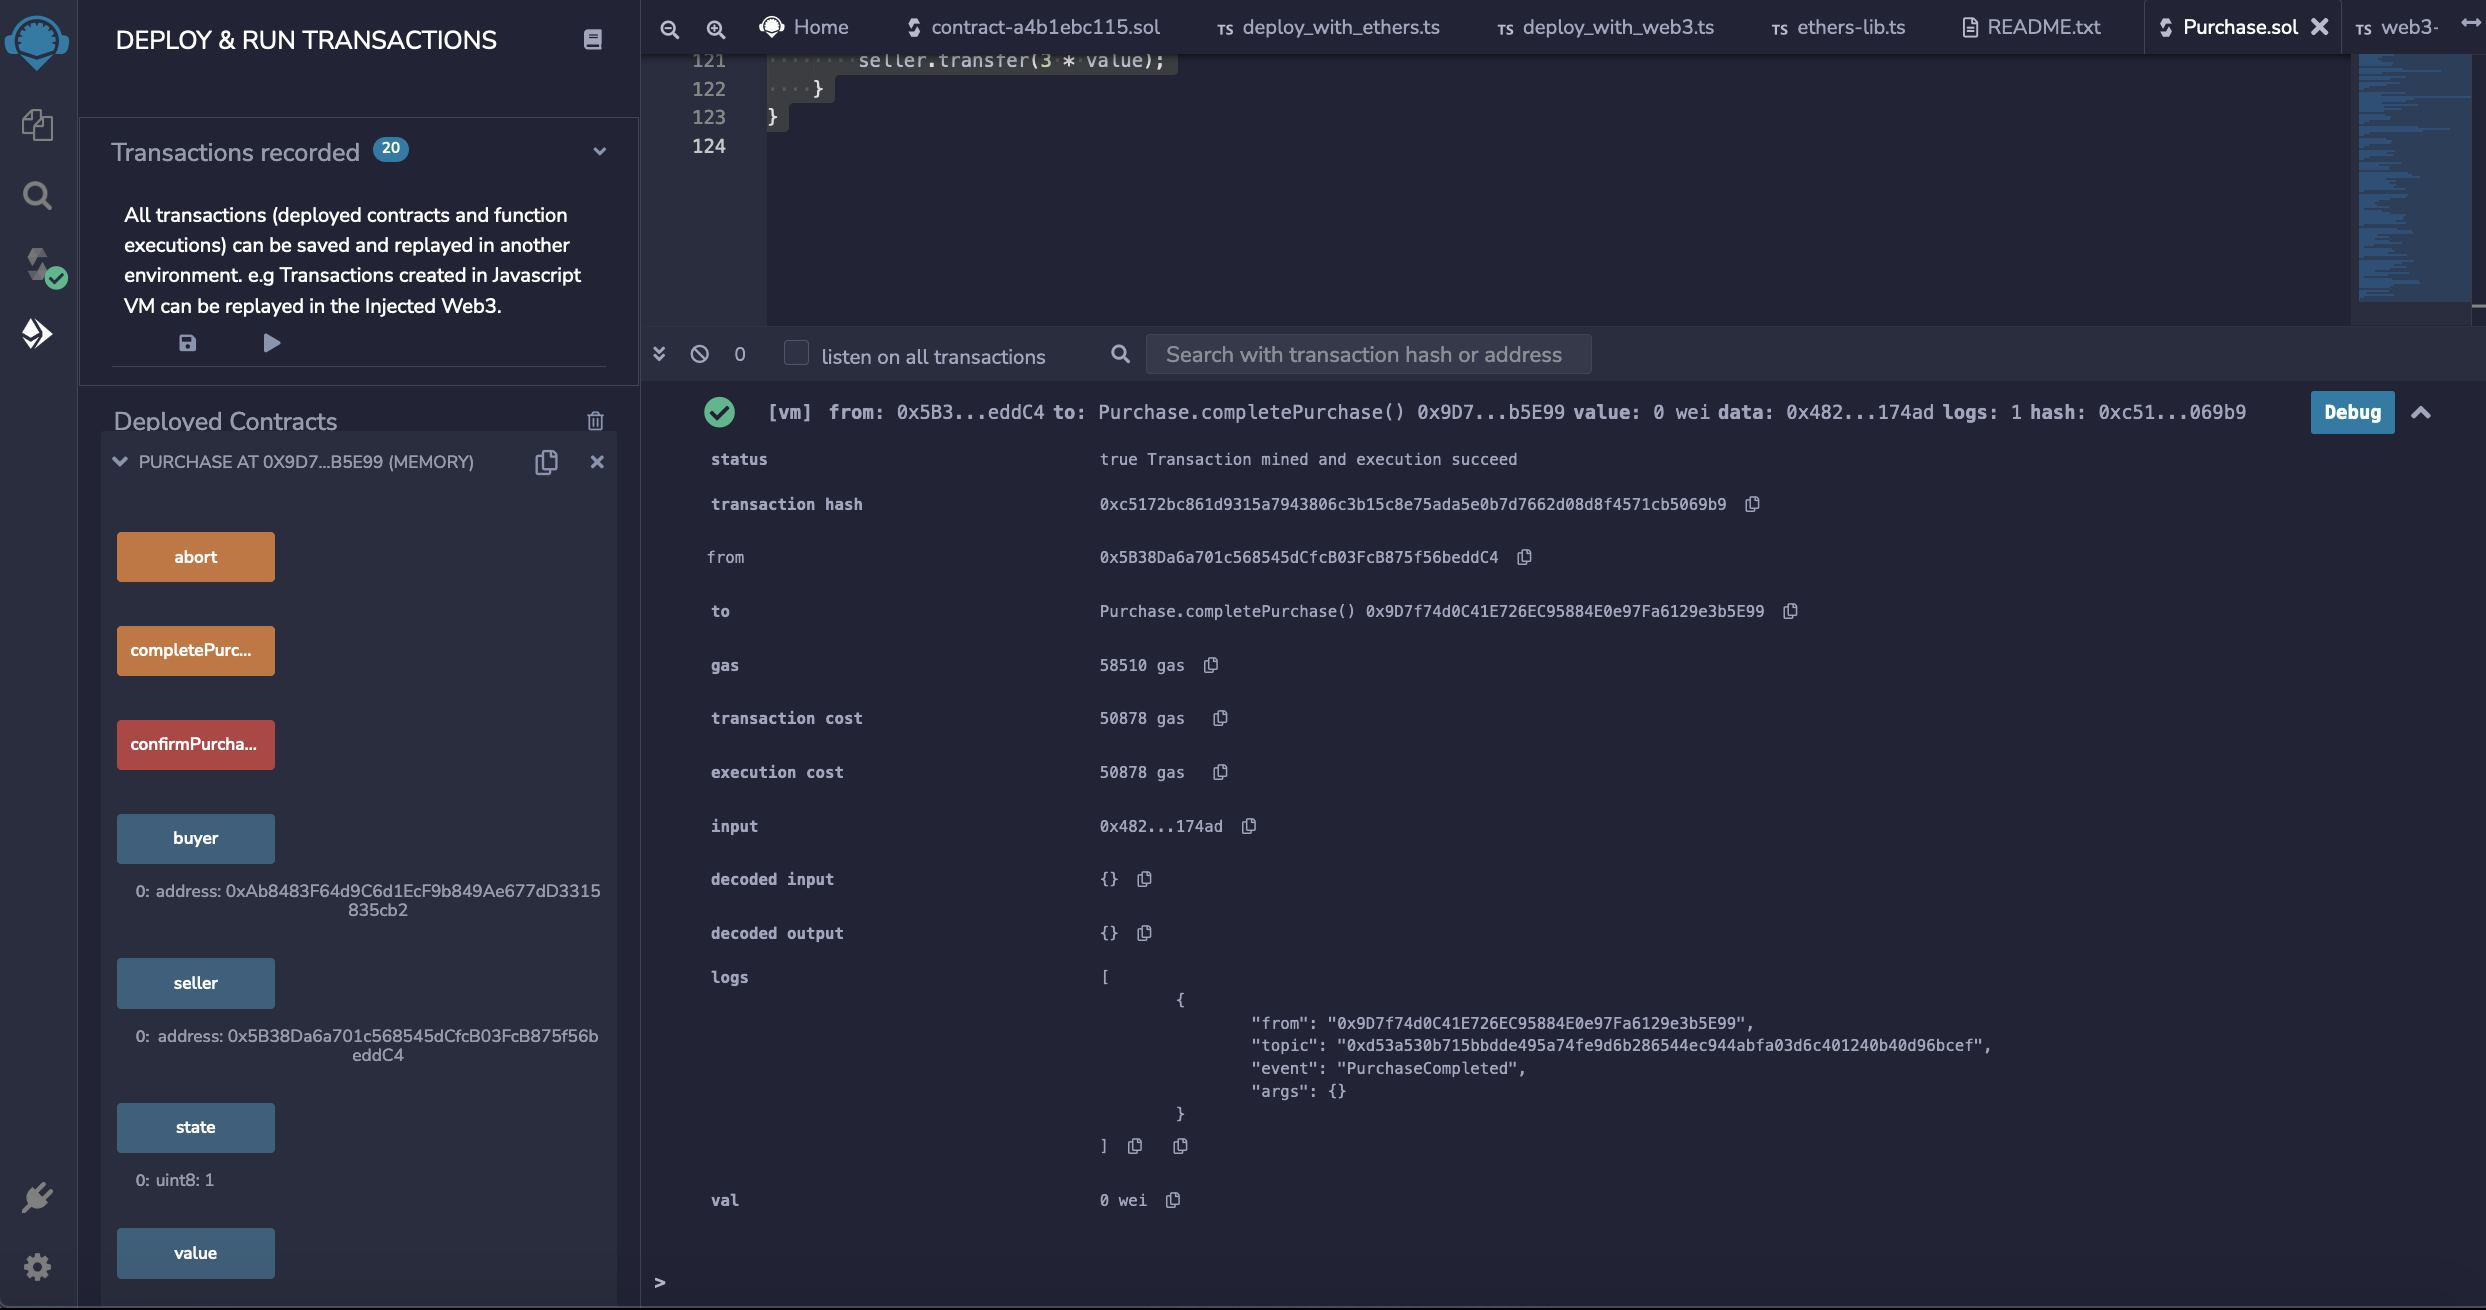 DEPLOY & RUN TRANSACTIONS
Transactions recorded 20
All transactions (deployed contracts and function
executions) can be saved and replayed in another
environment. e.g Transactions created in Javascript
VM can be replayed in the Injected Web3.
Deployed Contracts
PURCHASE AT 0X9D7...B5E99 (MEMORY)
abort
completePurc...
confirmPurcha...
buyer
0: address: 0xAb8483F64d9C6d1EcF9b849Ae677dD3315
835cb2
seller
0: address: 0x5B38Da6a701c568545dCfcB03FcB875f56b
eddC4
state
0: uint8: 1
value
Home contract-a4b1ebc115.sol TS deploy_with_ethers.ts TS deploy_with_web3.ts TS ethers-lib.ts README.txt Purchase.sol TS web3-
121 seller.transfer(3 * value);
122 }
123 }
124
0 listen on all transactions Search with transaction hash or address
[vm] from: 0x5B3...eddC4 to: Purchase.completePurchase() 0x9D7...b5E99 value: 0 wei data: 0x482...174ad logs: 1 hash: 0xc51...069b9 Debug
status true Transaction mined and execution succeed
transaction hash 0xc5172bc861d9315a7943806c3b15c8e75ada5e0b7d7662d08d8f4571cb5069b9
from 0x5B38Da6a701c568545dCfcB03FcB875f56beddC4
to Purchase.completePurchase() 0x9D7f74d0C41E726EC95884E0e97Fa6129e3b5E99
gas 58510 gas
transaction cost 50878 gas
execution cost 50878 gas
input 0x482...174ad
decoded input {}
decoded output {}
logs [
{
"from": "0x9D7f74d0C41E726EC95884E0e97Fa6129e3b5E99",
"topic": "0xd53a530b715bbdde495a74fe9d6b286544ec944abfa03d6c401240b40d96bcef",
"event": "PurchaseCompleted",
"args": {}
}
]
val 0 wei
>